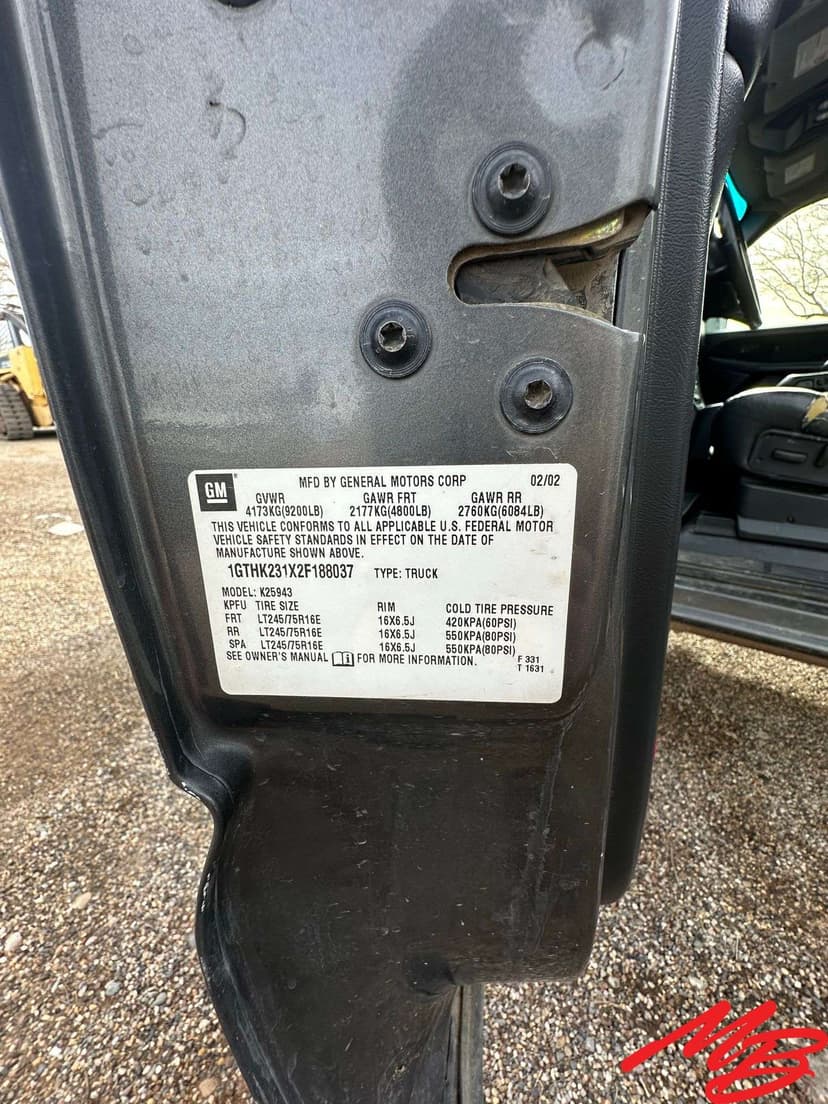 GM MFD BY GENERAL MOTORS CORP 02/02
GVWR GAWR FRT GAWR RR
4173KG(9200LB) 2177KG(4800LB) 2760KG(6084LB)
THIS VEHICLE CONFORMS TO ALL APPLICABLE U.S. FEDERAL MOTOR
VEHICLE SAFETY STANDARDS IN EFFECT ON THE DATE OF
MANUFACTURE SHOWN ABOVE.
1GTHK231X2F188037 TYPE: TRUCK
MODEL: K25943
KPFU TIRE SIZE RIM COLD TIRE PRESSURE
FRT LT245/75R16E 16X6.5J 420KPA(60PSI)
RR LT245/75R16E 16X6.5J 550KPA(80PSI)
SPA LT245/75R16E 16X6.5J 550KPA(80PSI)
SEE OWNER'S MANUAL FOR MORE INFORMATION. F 331
T 1631
MB